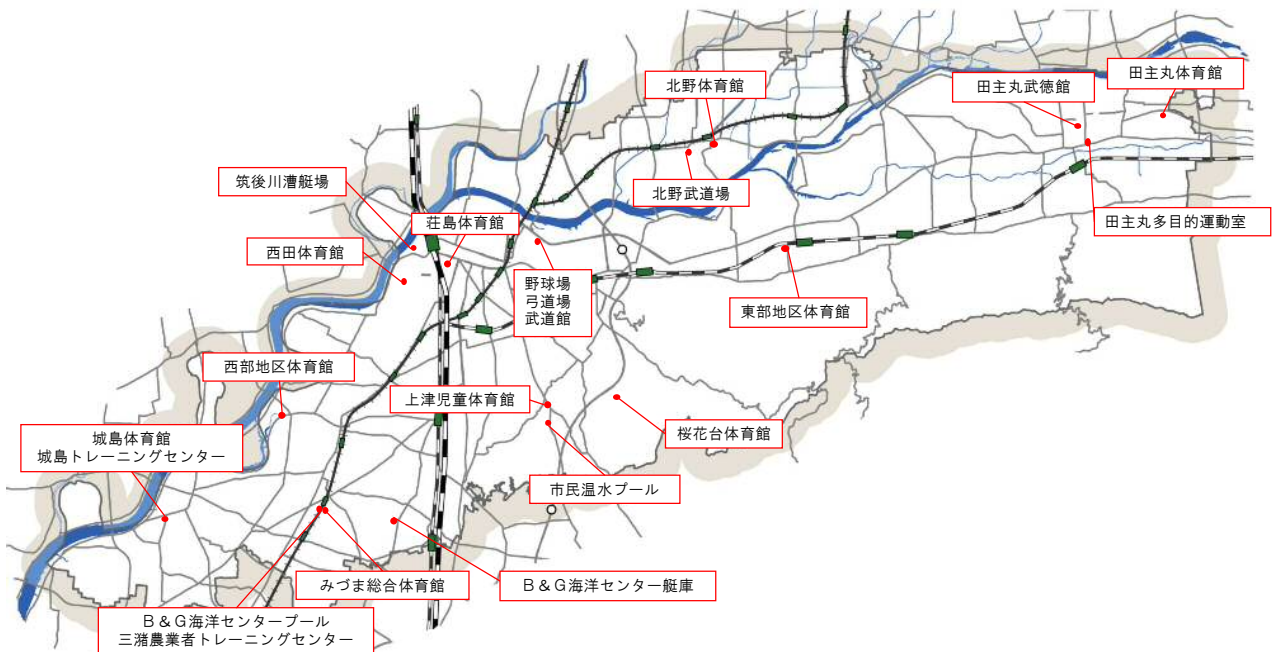 田主丸体育館
北野体育館
田主丸武徳館
筑後川漕艇場
北野武道場
荘島体育館
田主丸多目的運動室
西田体育館
野球場
弓道場
武道館
東部地区体育館
西部地区体育館
上津児童体育館
桜花台体育館
城島体育館
城島トレーニングセンター
市民温水プール
みづま総合体育館
Ｂ＆Ｇ海洋センター艇庫
Ｂ＆Ｇ海洋センタープール
三潴農業者トレーニングセンター